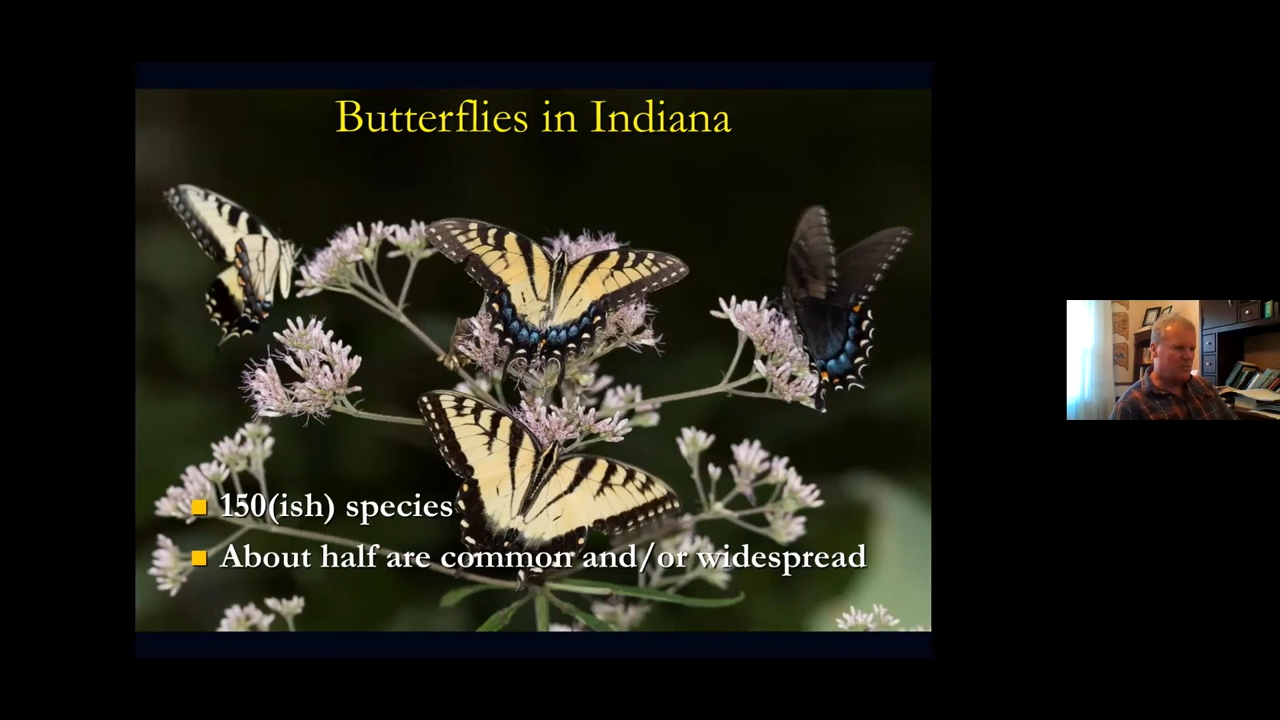 Butterflies in Indiana
150(ish) species
About half are common and/or widespread